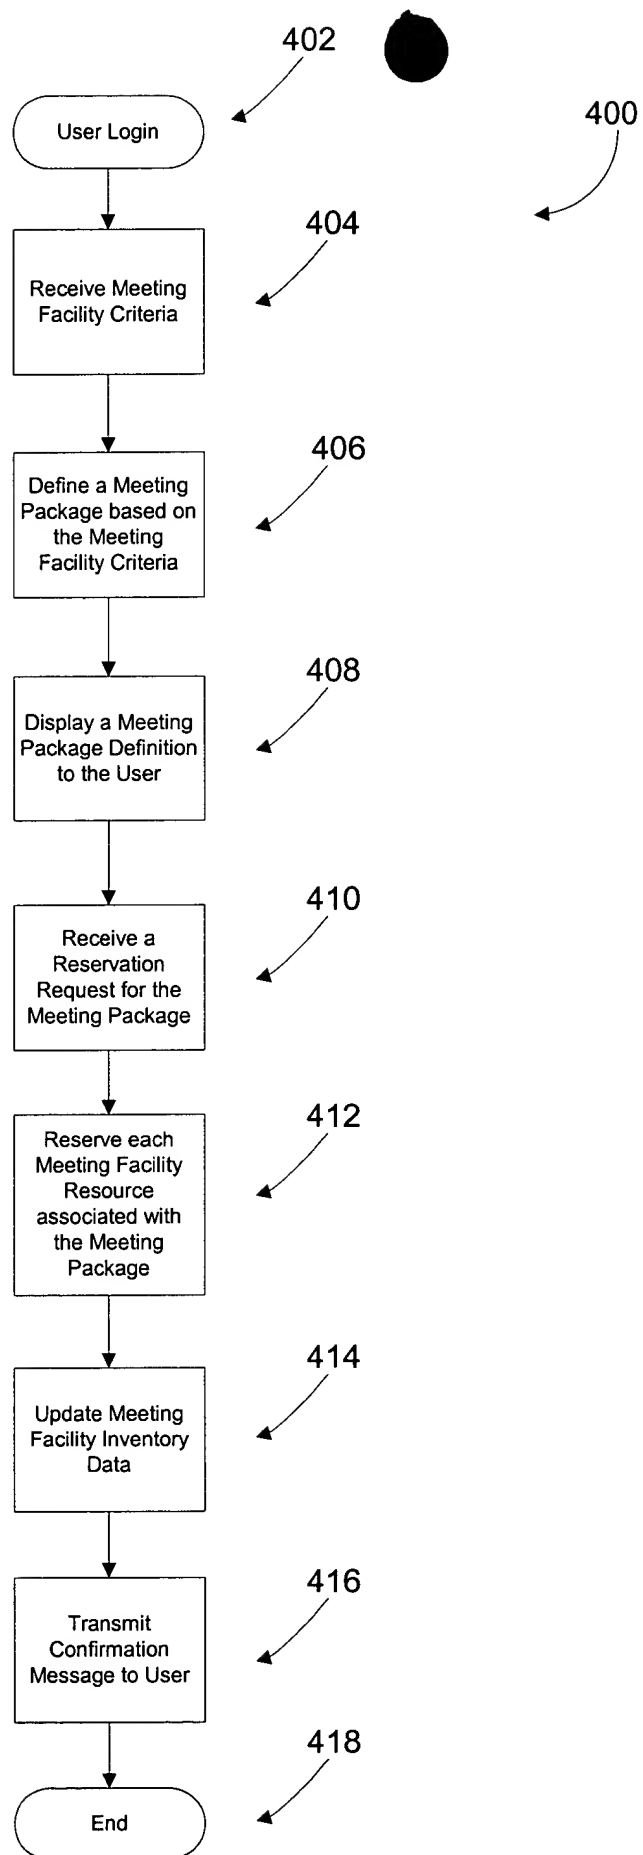 402
400
User Login
404
Receive Meeting
Facility Criteria
406
Define a Meeting
Package based on
the Meeting
Facility Criteria
408
Display a Meeting
Package Definition
to the User
410
Receive a
Reservation
Request for the
Meeting Package
412
Reserve each
Meeting Facility
Resource
associated with
the Meeting
Package
414
Update Meeting
Facility Inventory
Data
416
Transmit
Confirmation
Message to User
418
End